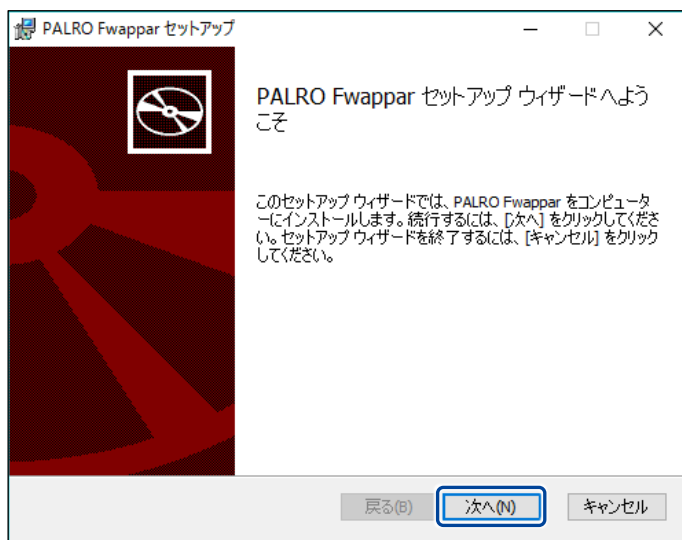 PALRO Fwappar セットアップ
PALRO Fwappar セットアップ ウィザードへよう
こそ
このセットアップ ウィザードでは、PALRO Fwappar をコンピュータ
ーにインストールします。続行するには、[次へ] をクリックしてくださ
い。セットアップ ウィザードを終了するには、[キャンセル] をクリック
してください。
戻る(B)
次へ(N)
キャンセル